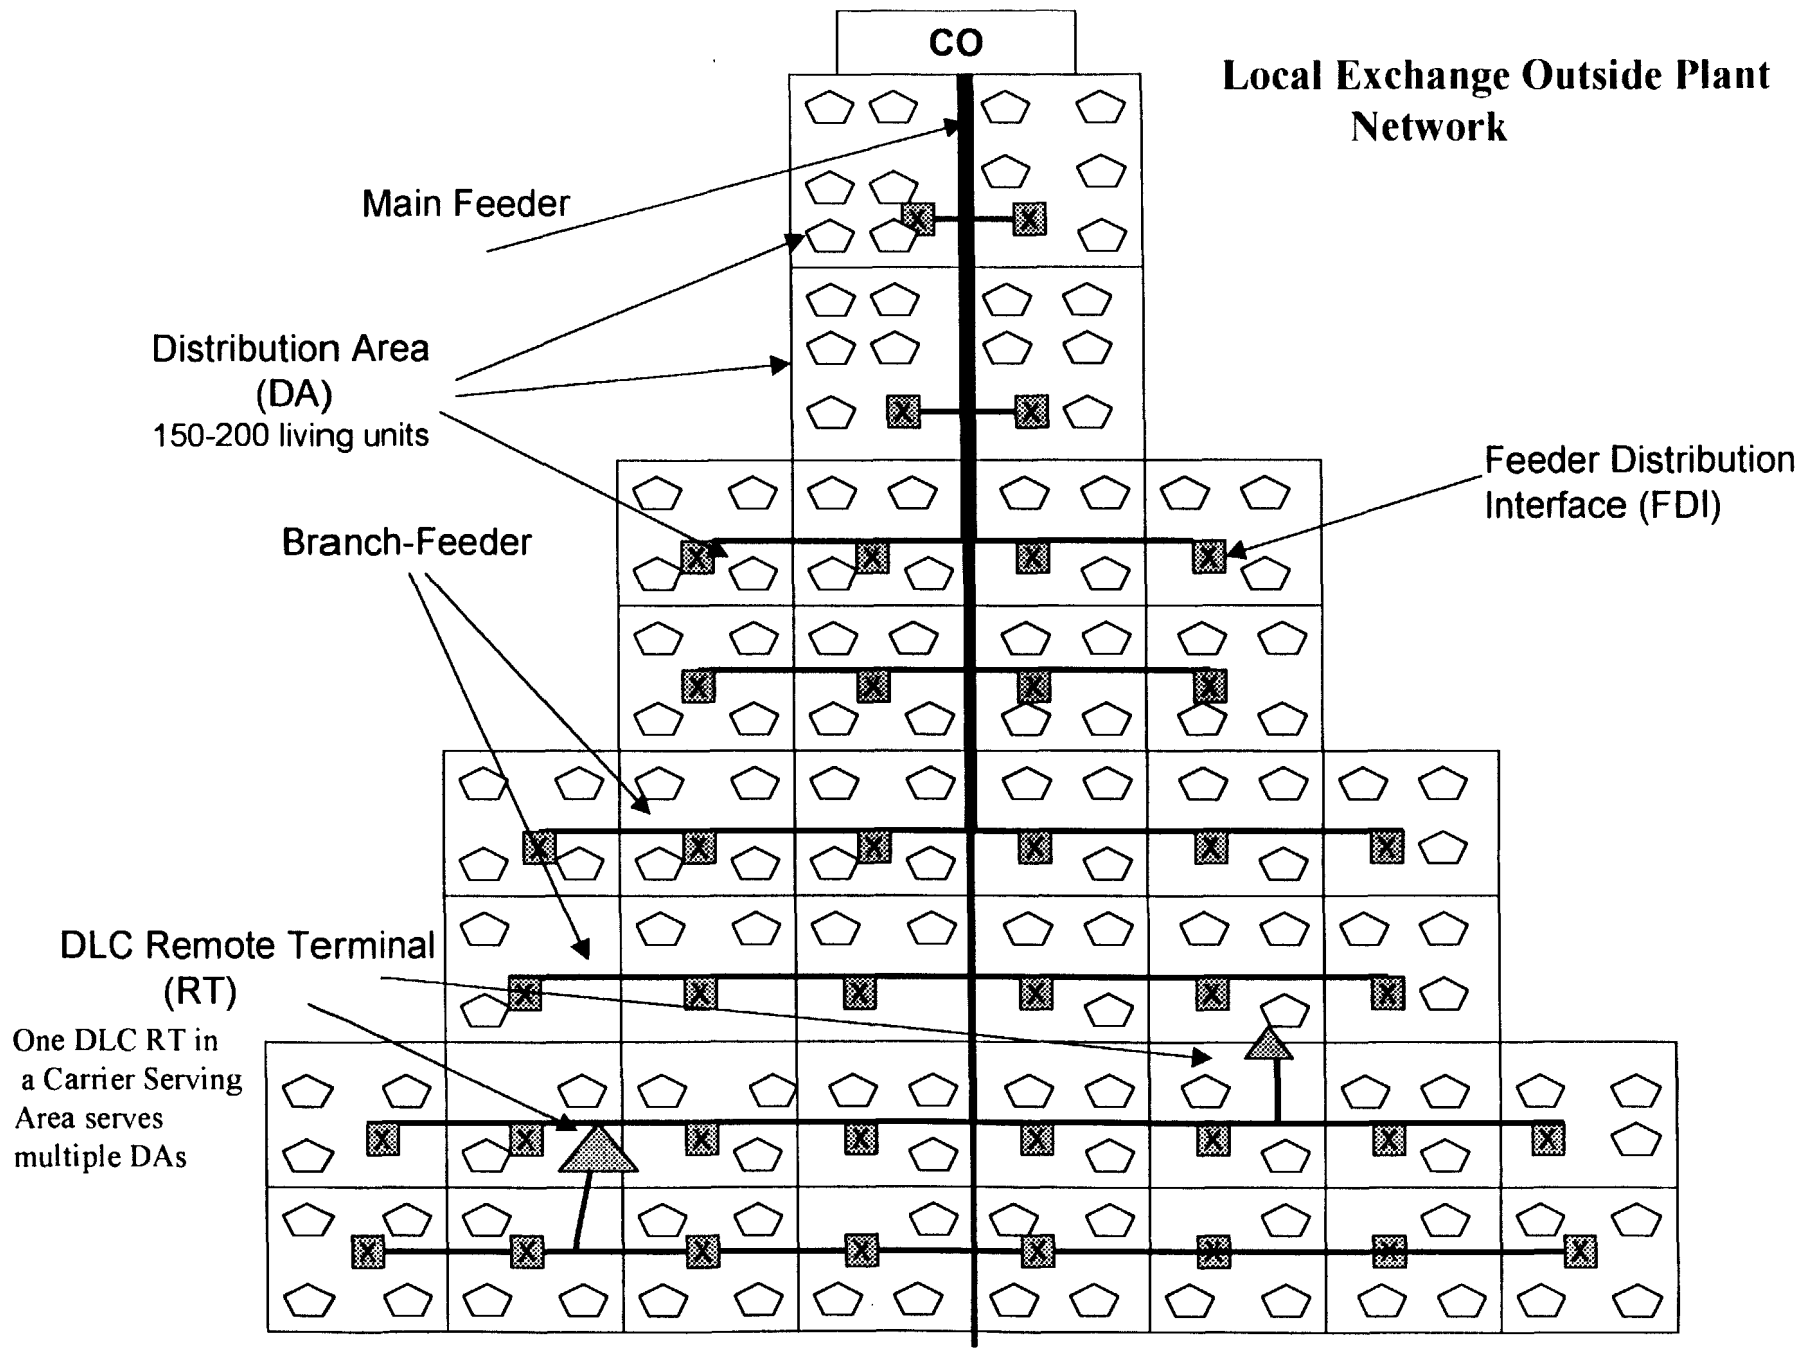 CO
Local Exchange Outside Plant
Network
Main Feeder
Distribution Area
(DA)
150-200 living units
Feeder Distribution
Interface (FDI)
Branch-Feeder
DLC Remote Terminal
(RT)
One DLC RT in
a Carrier Serving
Area serves
multiple DAs
X X
X X
X X X X
X X X X
X X X X X X
X X X X X X
X X X X X X X X
X X X X X X X X